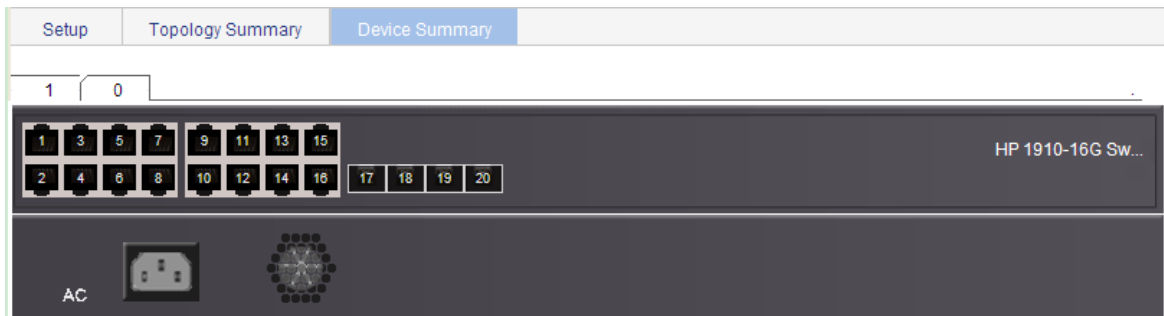 Setup Topology Summary Device Summary
1 0
1 3 5 7 9 11 13 15
HP 1910-16G Sw...
2 4 6 8 10 12 14 16 17 18 19 20
AC